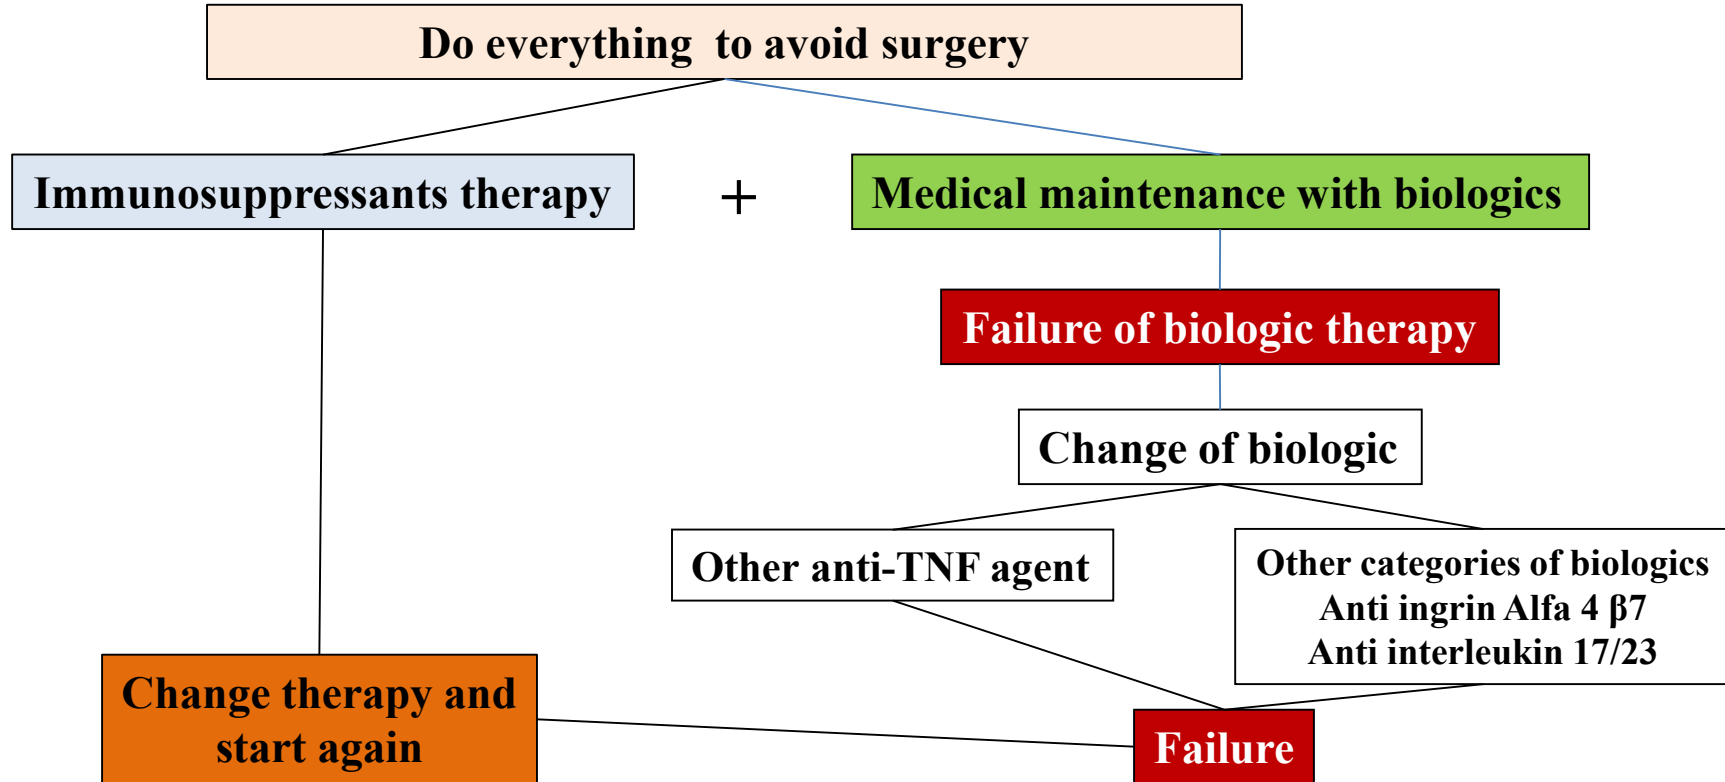 Do everything  to avoid surgery
Immunosuppressants therapy
+
Medical maintenance with biologics
Failure of biologic therapy
Change of biologic
Other anti-TNF agent
Other categories of biologics
Anti ingrin Alfa 4 β7
Anti interleukin 17/23
Change therapy and
start again
Failure